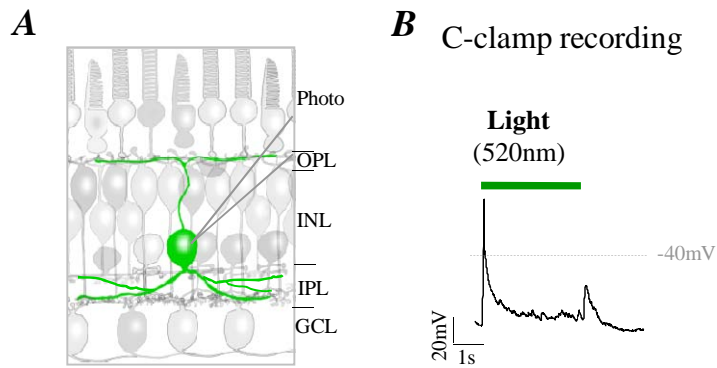 A
Photo
OPL
INL
IPL
GCL
B
C-clamp recording
Light
(520nm)
-40mV
20mV
1s